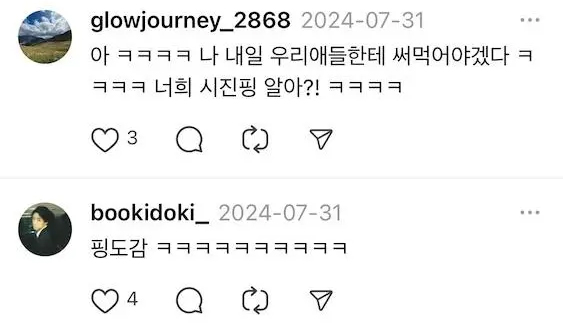 glowjourney_2868 2024-07-31
아 ㅋㅋㅋㅋ 나 내일 우리애들한테 써먹어야겠다 ㅋ
ㅋㅋㅋ 너희 시진핑 알아?! ㅋㅋㅋㅋ
3
bookidoki_ 2024-07-31
핑도감 ㅋㅋㅋㅋㅋㅋㅋㅋㅋㅋ
4